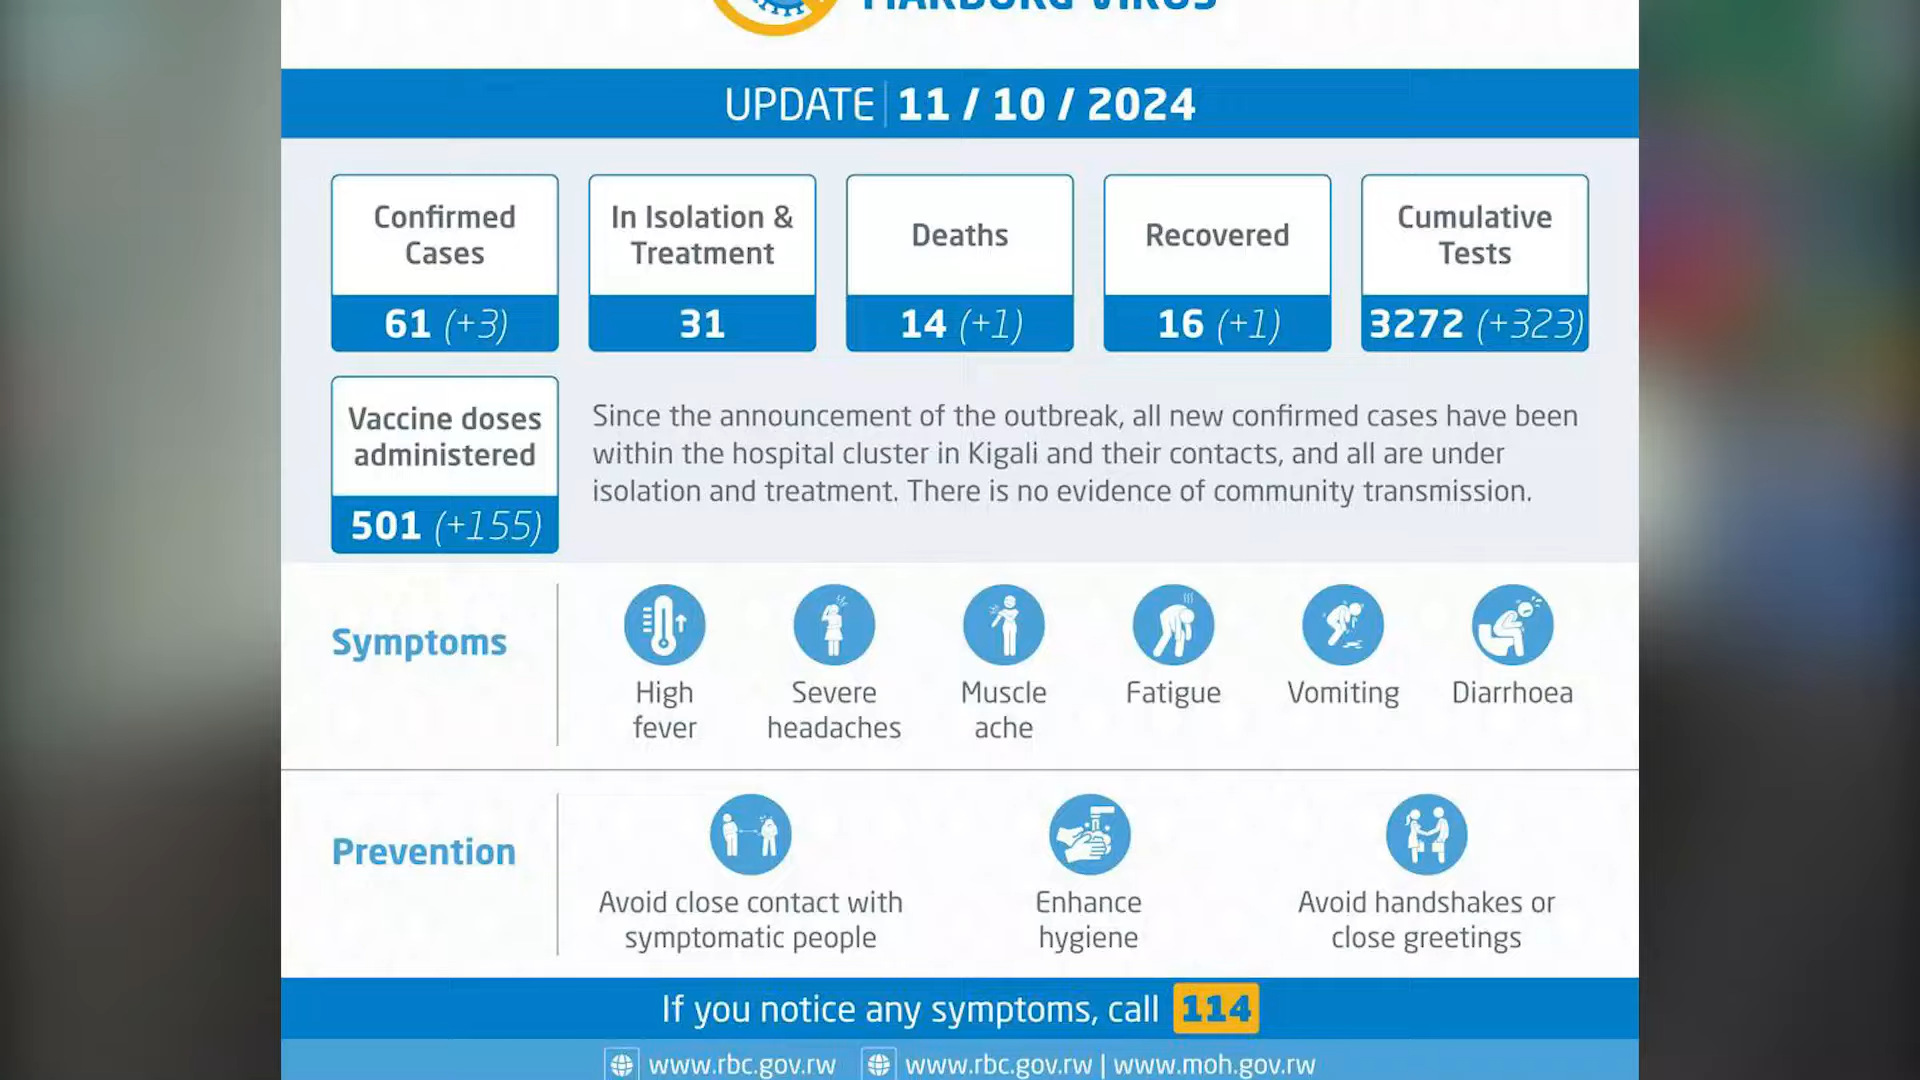 MARBURG VIRUS
UPDATE | 11 / 10 / 2024
Confirmed
Cases
61 (+3)
In Isolation &
Treatment
31
Deaths
14 (+1)
Recovered
16 (+1)
Cumulative
Tests
3272 (+323)
Vaccine doses
administered
501 (+155)
Since the announcement of the outbreak, all new confirmed cases have been
within the hospital cluster in Kigali and their contacts, and all are under
isolation and treatment. There is no evidence of community transmission.
Symptoms
High
fever
Severe
headaches
Muscle
ache
Fatigue
Vomiting
Diarrhoea
Prevention
Avoid close contact with
symptomatic people
Enhance
hygiene
Avoid handshakes or
close greetings
If you notice any symptoms, call 114
www.rbc.gov.rw www.rbc.gov.rw | www.moh.gov.rw